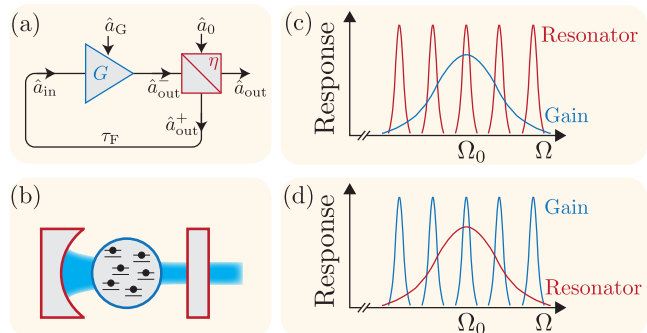 (a)
â_G
â_0
G
η
â_in
â_out^-
â_out
â_out^+
τ_F
(b)
(c)
Response
Resonator
Gain
Ω_0
Ω
(d)
Response
Gain
Resonator
Ω_0
Ω